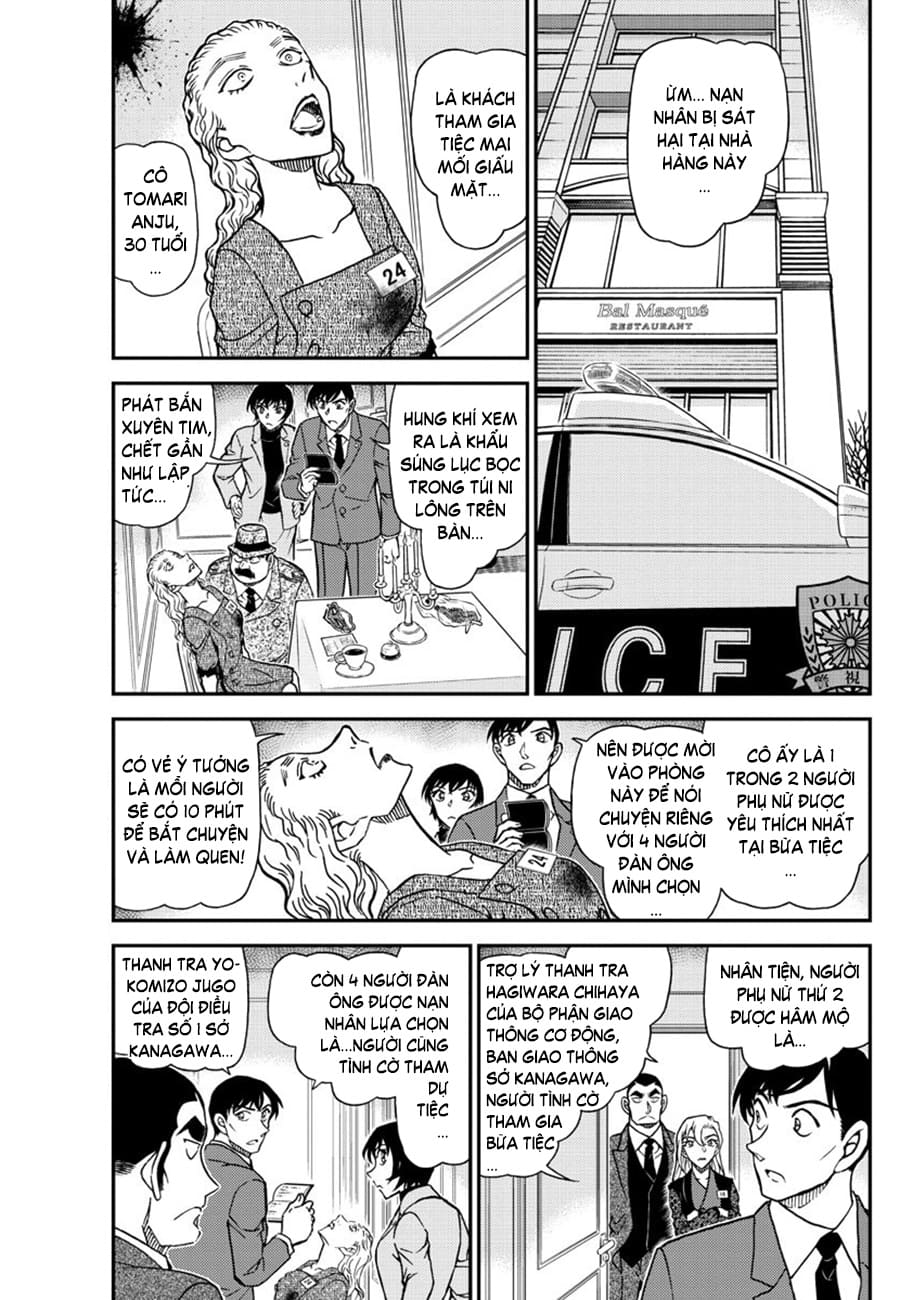 ỪM... NẠN
NHÂN BỊ SÁT
HẠI TẠI NHÀ
HÀNG NÀY
...
Bal Masqué
RESTAURANT
POLIC
警視
ICE
LÀ KHÁCH
THAM GIA
TIỆC MAI
MỐI GIẤU
MẶT...
CÔ
TOMARI
ANJU,
30 TUỔI
...
24
HUNG KHÍ XEM
RA LÀ KHẨU
SÚNG LỤC BỌC
TRONG TÚI NI
LÔNG TRÊN
BÀN...
PHÁT BẮN
XUYÊN TIM,
CHẾT GẦN
NHƯ LẬP
TỨC...
CÔ ẤY LÀ 1
TRONG 2 NGƯỜI
PHỤ NỮ ĐƯỢC
YÊU THÍCH NHẤT
TẠI BỮA TIỆC
...
NÊN ĐƯỢC MỜI
VÀO PHÒNG
NÀY ĐỂ NÓI
CHUYỆN RIÊNG
VỚI 4 NGƯỜI
ĐÀN ÔNG
MÌNH CHỌN
...
24
CÓ VẺ Ý TƯỞNG
LÀ MỖI NGƯỜI
SẼ CÓ 10 PHÚT
ĐỂ BẮT CHUYỆN
VÀ LÀM QUEN!
NHÂN TIỆN, NGƯỜI
PHỤ NỮ THỨ 2
ĐƯỢC HÂM MỘ
LÀ...
TRỢ LÝ THANH TRA
HAGIWARA CHIHAYA
CỦA BỘ PHẬN GIAO
THÔNG CƠ ĐỘNG,
BAN GIAO THÔNG
SỞ KANAGAWA,
NGƯỜI TÌNH CỜ
THAM GIA
BỮA TIỆC
...
CÒN 4 NGƯỜI ĐÀN
ÔNG ĐƯỢC NẠN
NHÂN LỰA CHỌN
LÀ...NGƯỜI CŨNG
TÌNH CỜ THAM
DỰ
TIỆC
...
THANH TRA YO-
KOMIZO JUGO
CỦA ĐỘI ĐIỀU
TRA SỐ 1 SỞ
KANAGAWA...
24